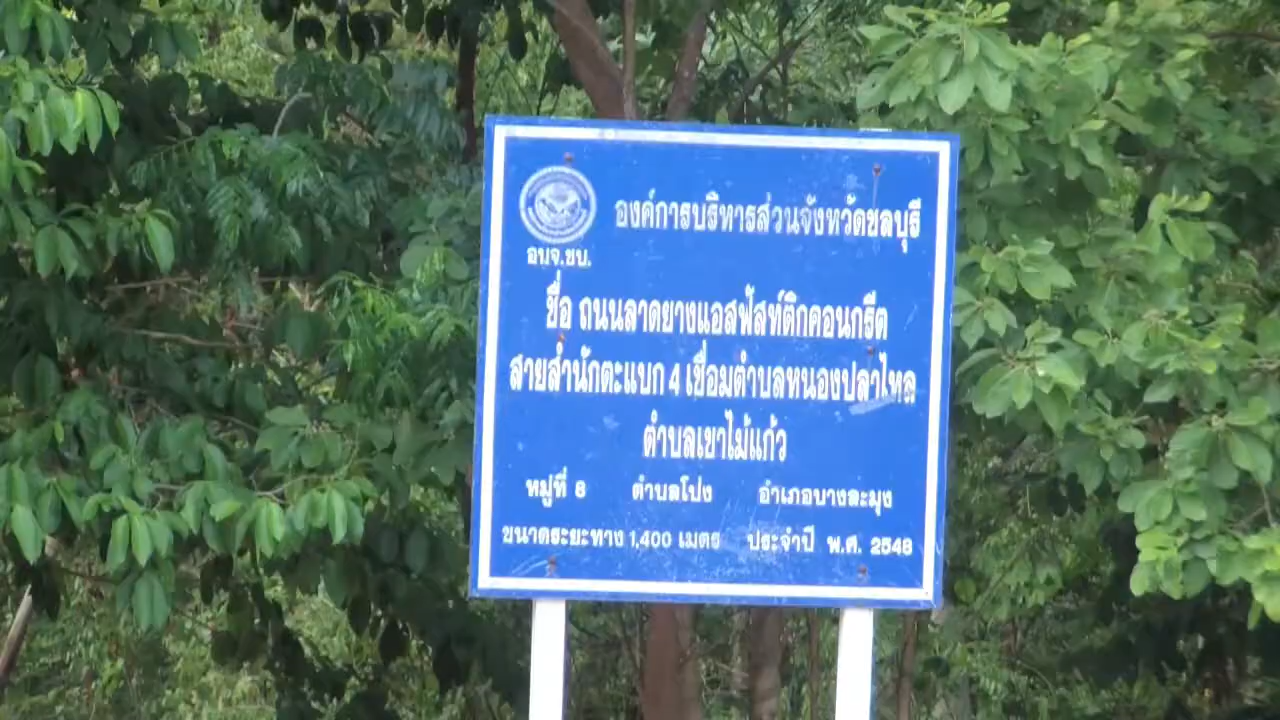 องค์การบริหารส่วนจังหวัดชลบุรี
อบจ.ชบ.
ชื่อ ถนนลาดยางแอสฟัสท์ติกคอนกรีต
สายสำนักตะแบก 4 เชื่อมตำบลหนองปลาไหล
ตำบลเขาไม้แก้ว
หมู่ที่ 8 ตำบลโป่ง อำเภอบางละมุง
ขนาดระยะทาง 1,400 เมตร ประจำปี พ.ศ. 2548